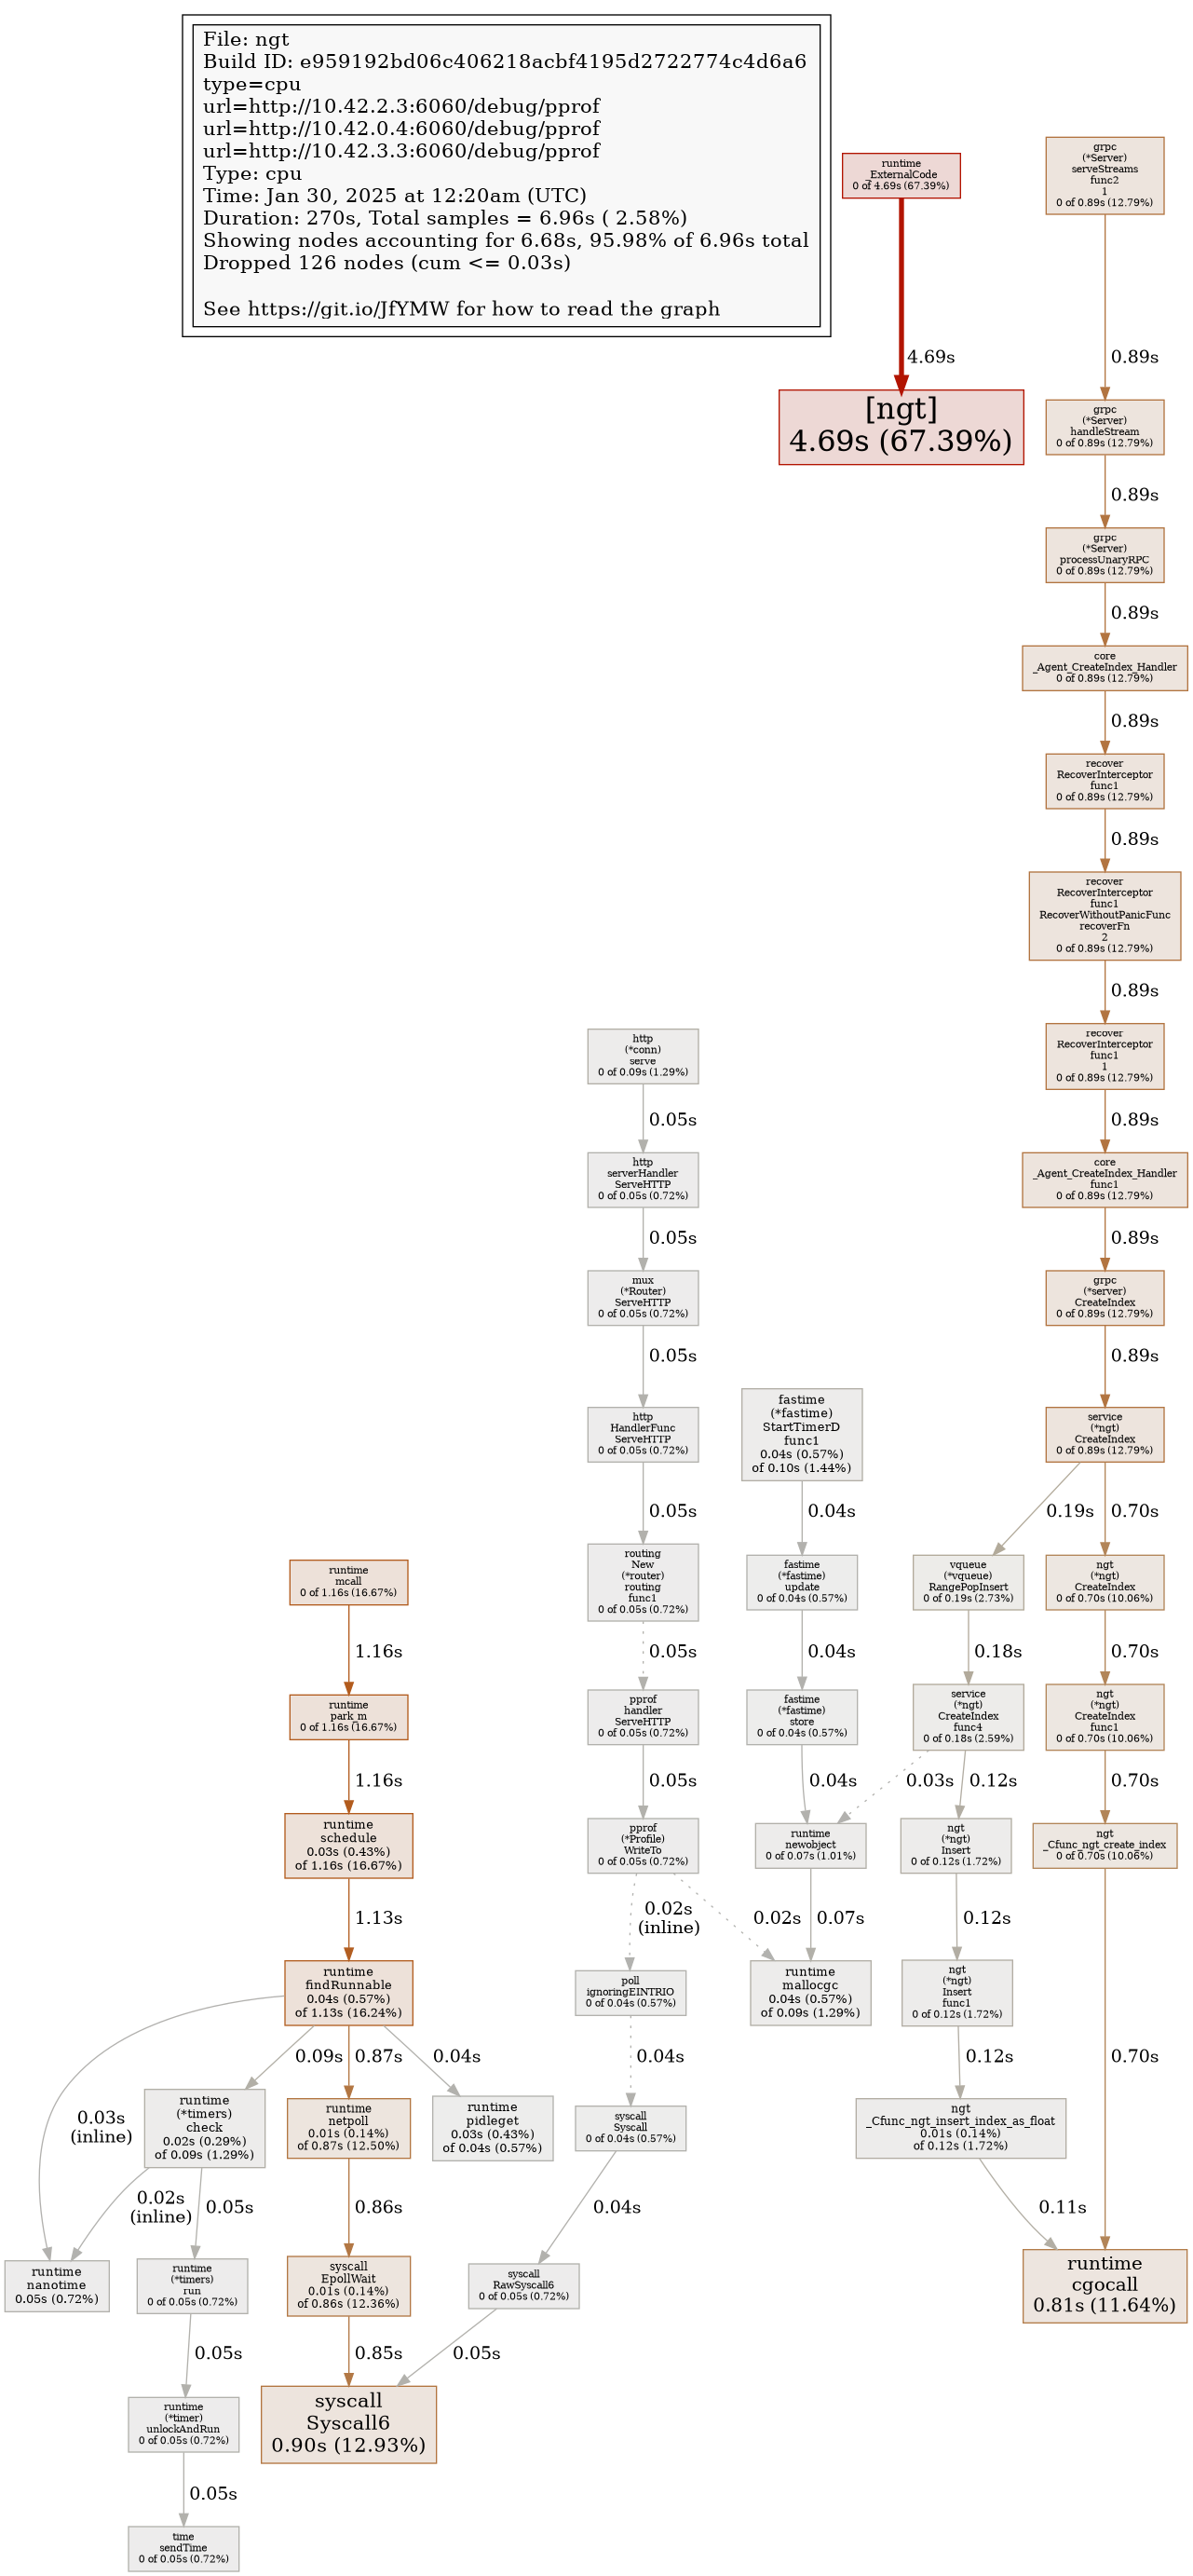 File: ngt
Build ID: e959192bd06c406218acbf4195d2722774c4d6a6
type=cpu
url=http://10.42.2.3:6060/debug/pprof
url=http://10.42.0.4:6060/debug/pprof
url=http://10.42.3.3:6060/debug/pprof
Type: cpu
Time: Jan 30, 2025 at 12:20am (UTC)
Duration: 270s, Total samples = 6.96s ( 2.58%)
Showing nodes accounting for 6.68s, 95.98% of 6.96s total
Dropped 126 nodes (cum <= 0.03s)
See https://git.io/JfYMW for how to read the graph
runtime
_ExternalCode
0 of 4.69s (67.39%)
4.69s
[ngt]
4.69s (67.39%)
grpc
(*Server)
serveStreams
func2
1
0 of 0.89s (12.79%)
0.89s
grpc
(*Server)
handleStream
0 of 0.89s (12.79%)
0.89s
grpc
(*Server)
processUnaryRPC
0 of 0.89s (12.79%)
0.89s
core
_Agent_CreateIndex_Handler
0 of 0.89s (12.79%)
0.89s
recover
RecoverInterceptor
func1
0 of 0.89s (12.79%)
0.89s
recover
RecoverInterceptor
func1
RecoverWithoutPanicFunc
recoverFn
2
0 of 0.89s (12.79%)
0.89s
recover
RecoverInterceptor
func1
1
0 of 0.89s (12.79%)
0.89s
core
_Agent_CreateIndex_Handler
func1
0 of 0.89s (12.79%)
0.89s
grpc
(*server)
CreateIndex
0 of 0.89s (12.79%)
0.89s
service
(*ngt)
CreateIndex
0 of 0.89s (12.79%)
0.19s
0.70s
http
(*conn)
serve
0 of 0.09s (1.29%)
0.05s
http
serverHandler
ServeHTTP
0 of 0.05s (0.72%)
0.05s
mux
(*Router)
ServeHTTP
0 of 0.05s (0.72%)
0.05s
http
HandlerFunc
ServeHTTP
0 of 0.05s (0.72%)
0.05s
routing
New
(*router)
routing
func1
0 of 0.05s (0.72%)
0.05s
pprof
handler
ServeHTTP
0 of 0.05s (0.72%)
0.05s
pprof
(*Profile)
WriteTo
0 of 0.05s (0.72%)
0.02s
(inline)
0.02s
fastime
(*fastime)
StartTimerD
func1
0.04s (0.57%)
of 0.10s (1.44%)
0.04s
fastime
(*fastime)
update
0 of 0.04s (0.57%)
0.04s
fastime
(*fastime)
store
0 of 0.04s (0.57%)
0.04s
vqueue
(*vqueue)
RangePopInsert
0 of 0.19s (2.73%)
0.18s
service
(*ngt)
CreateIndex
func4
0 of 0.18s (2.59%)
0.03s
0.12s
ngt
(*ngt)
CreateIndex
0 of 0.70s (10.06%)
0.70s
ngt
(*ngt)
CreateIndex
func1
0 of 0.70s (10.06%)
0.70s
ngt
_Cfunc_ngt_create_index
0 of 0.70s (10.06%)
0.70s
runtime
newobject
0 of 0.07s (1.01%)
0.07s
runtime
mallocgc
0.04s (0.57%)
of 0.09s (1.29%)
ngt
(*ngt)
Insert
0 of 0.12s (1.72%)
0.12s
ngt
(*ngt)
Insert
func1
0 of 0.12s (1.72%)
0.12s
ngt
_Cfunc_ngt_insert_index_as_float
0.01s (0.14%)
of 0.12s (1.72%)
0.11s
runtime
cgocall
0.81s (11.64%)
runtime
mcall
0 of 1.16s (16.67%)
1.16s
runtime
park_m
0 of 1.16s (16.67%)
1.16s
runtime
schedule
0.03s (0.43%)
of 1.16s (16.67%)
1.13s
runtime
findRunnable
0.04s (0.57%)
of 1.13s (16.24%)
0.03s
(inline)
0.09s
0.87s
0.04s
runtime
(*timers)
check
0.02s (0.29%)
of 0.09s (1.29%)
0.02s
(inline)
0.05s
runtime
netpoll
0.01s (0.14%)
of 0.87s (12.50%)
0.86s
runtime
pidleget
0.03s (0.43%)
of 0.04s (0.57%)
poll
ignoringEINTRIO
0 of 0.04s (0.57%)
0.04s
syscall
Syscall
0 of 0.04s (0.57%)
0.04s
runtime
nanotime
0.05s (0.72%)
runtime
(*timers)
run
0 of 0.05s (0.72%)
0.05s
syscall
EpollWait
0.01s (0.14%)
of 0.86s (12.36%)
0.85s
syscall
RawSyscall6
0 of 0.05s (0.72%)
0.05s
runtime
(*timer)
unlockAndRun
0 of 0.05s (0.72%)
0.05s
syscall
Syscall6
0.90s (12.93%)
time
sendTime
0 of 0.05s (0.72%)